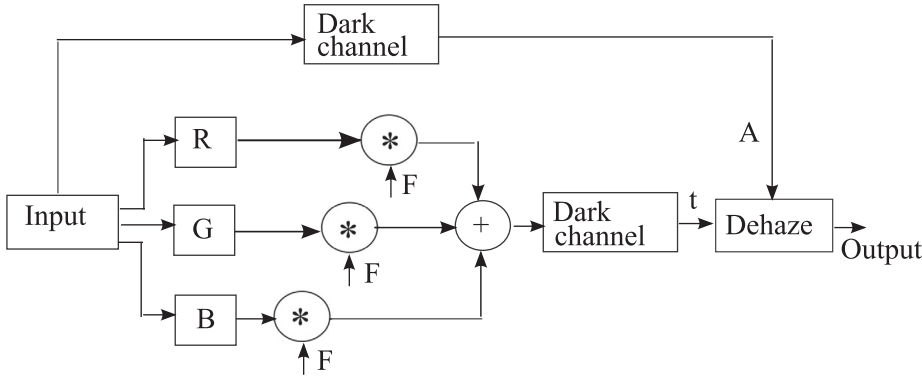 Dark
channel
A
R
*
F
Input
G
*
F
+
Dark
channel
t
Dehaze
Output
B
*
F